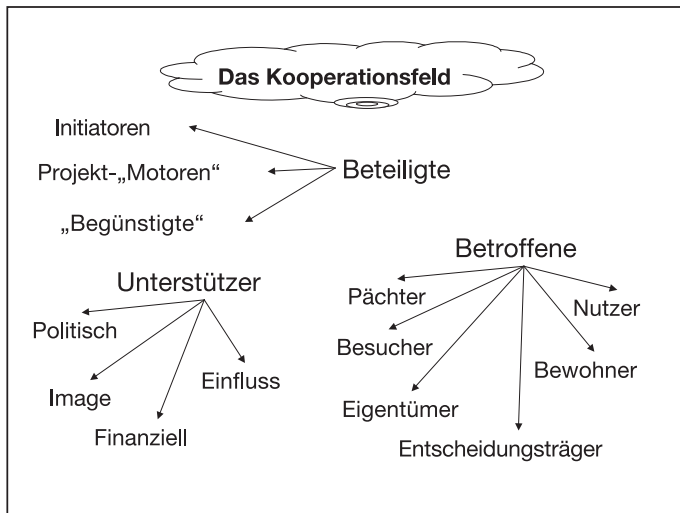 Das Kooperationsfeld
Initiatoren
Projekt-„Motoren“
„Begünstigte“
Beteiligte
Unterstützer
Politisch
Image
Finanziell
Einfluss
Betroffene
Pächter
Besucher
Eigentümer
Entscheidungsträger
Bewohner
Nutzer